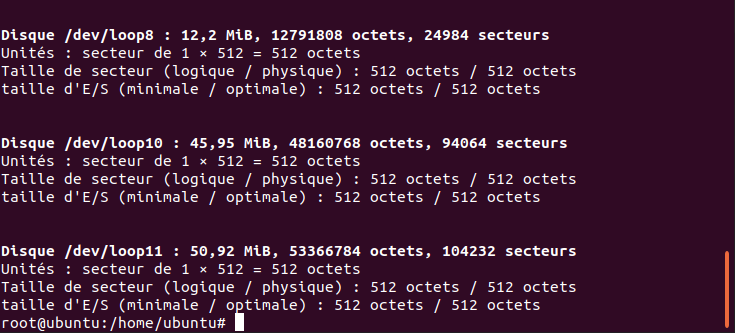 Disque /dev/loop8 : 12,2 MiB, 12791808 octets, 24984 secteurs
Unités : secteur de 1 × 512 = 512 octets
Taille de secteur (logique / physique) : 512 octets / 512 octets
taille d'E/S (minimale / optimale) : 512 octets / 512 octets
Disque /dev/loop10 : 45,95 MiB, 48160768 octets, 94064 secteurs
Unités : secteur de 1 × 512 = 512 octets
Taille de secteur (logique / physique) : 512 octets / 512 octets
taille d'E/S (minimale / optimale) : 512 octets / 512 octets
Disque /dev/loop11 : 50,92 MiB, 53366784 octets, 104232 secteurs
Unités : secteur de 1 × 512 = 512 octets
Taille de secteur (logique / physique) : 512 octets / 512 octets
taille d'E/S (minimale / optimale) : 512 octets / 512 octets
root@ubuntu:/home/ubuntu#